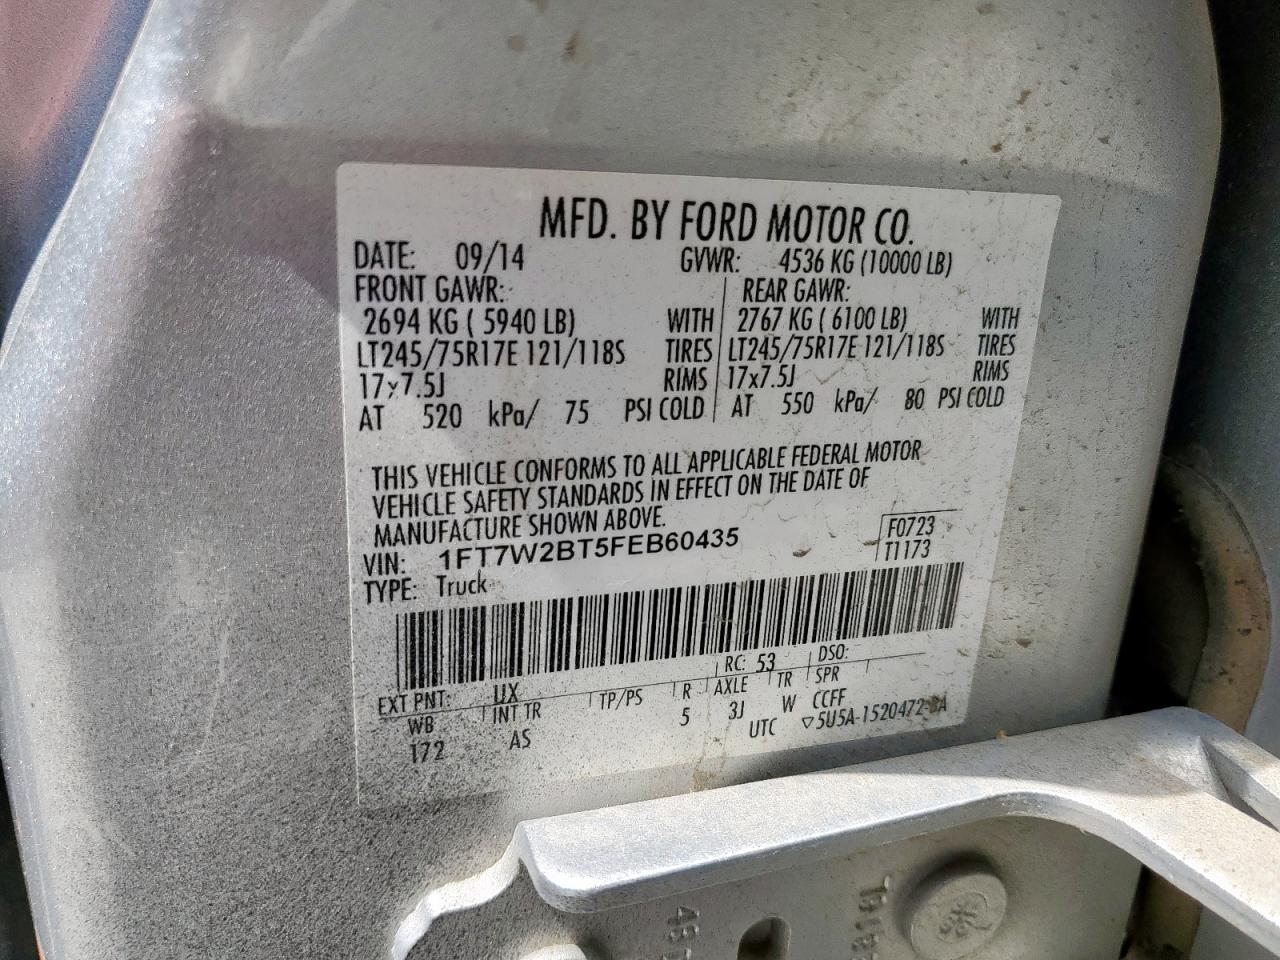 MFD. BY FORD MOTOR CO.
DATE: 09/14 GVWR: 4536 KG (10000 LB)
FRONT GAWR: REAR GAWR:
2694 KG ( 5940 LB) WITH 2767 KG ( 6100 LB) WITH
LT245/75R17E 121/118S TIRES LT245/75R17E 121/118S TIRES
17x7.5J RIMS 17x7.5J RIMS
AT 520 kPa/ 75 PSI COLD AT 550 kPa/ 80 PSI COLD
THIS VEHICLE CONFORMS TO ALL APPLICABLE FEDERAL MOTOR
VEHICLE SAFETY STANDARDS IN EFFECT ON THE DATE OF
MANUFACTURE SHOWN ABOVE.
VIN: 1FT7W2BT5FEB60435 F0723
TYPE: Truck T1173
EXT PNT: UX RC: 53 DSO:
WB INT TR TP/PS R AXLE TR SPR
172 AS 5 3J W CCFF
UTC ▽5U5A-1520472-